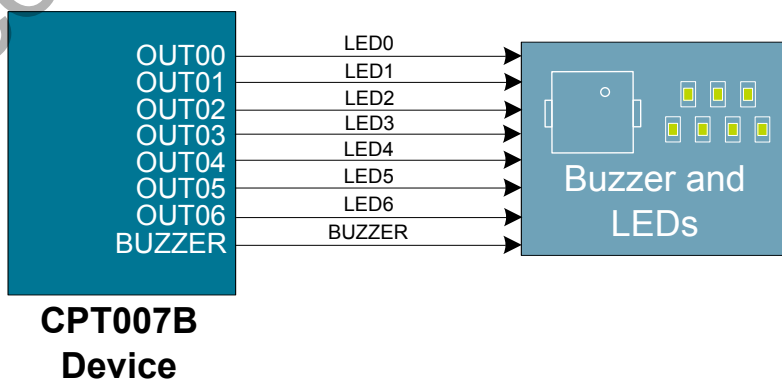 OUT00
OUT01
OUT02
OUT03
OUT04
OUT05
OUT06
BUZZER
LED0
LED1
LED2
LED3
LED4
LED5
LED6
BUZZER
Buzzer and
LEDs
CPT007B
Device